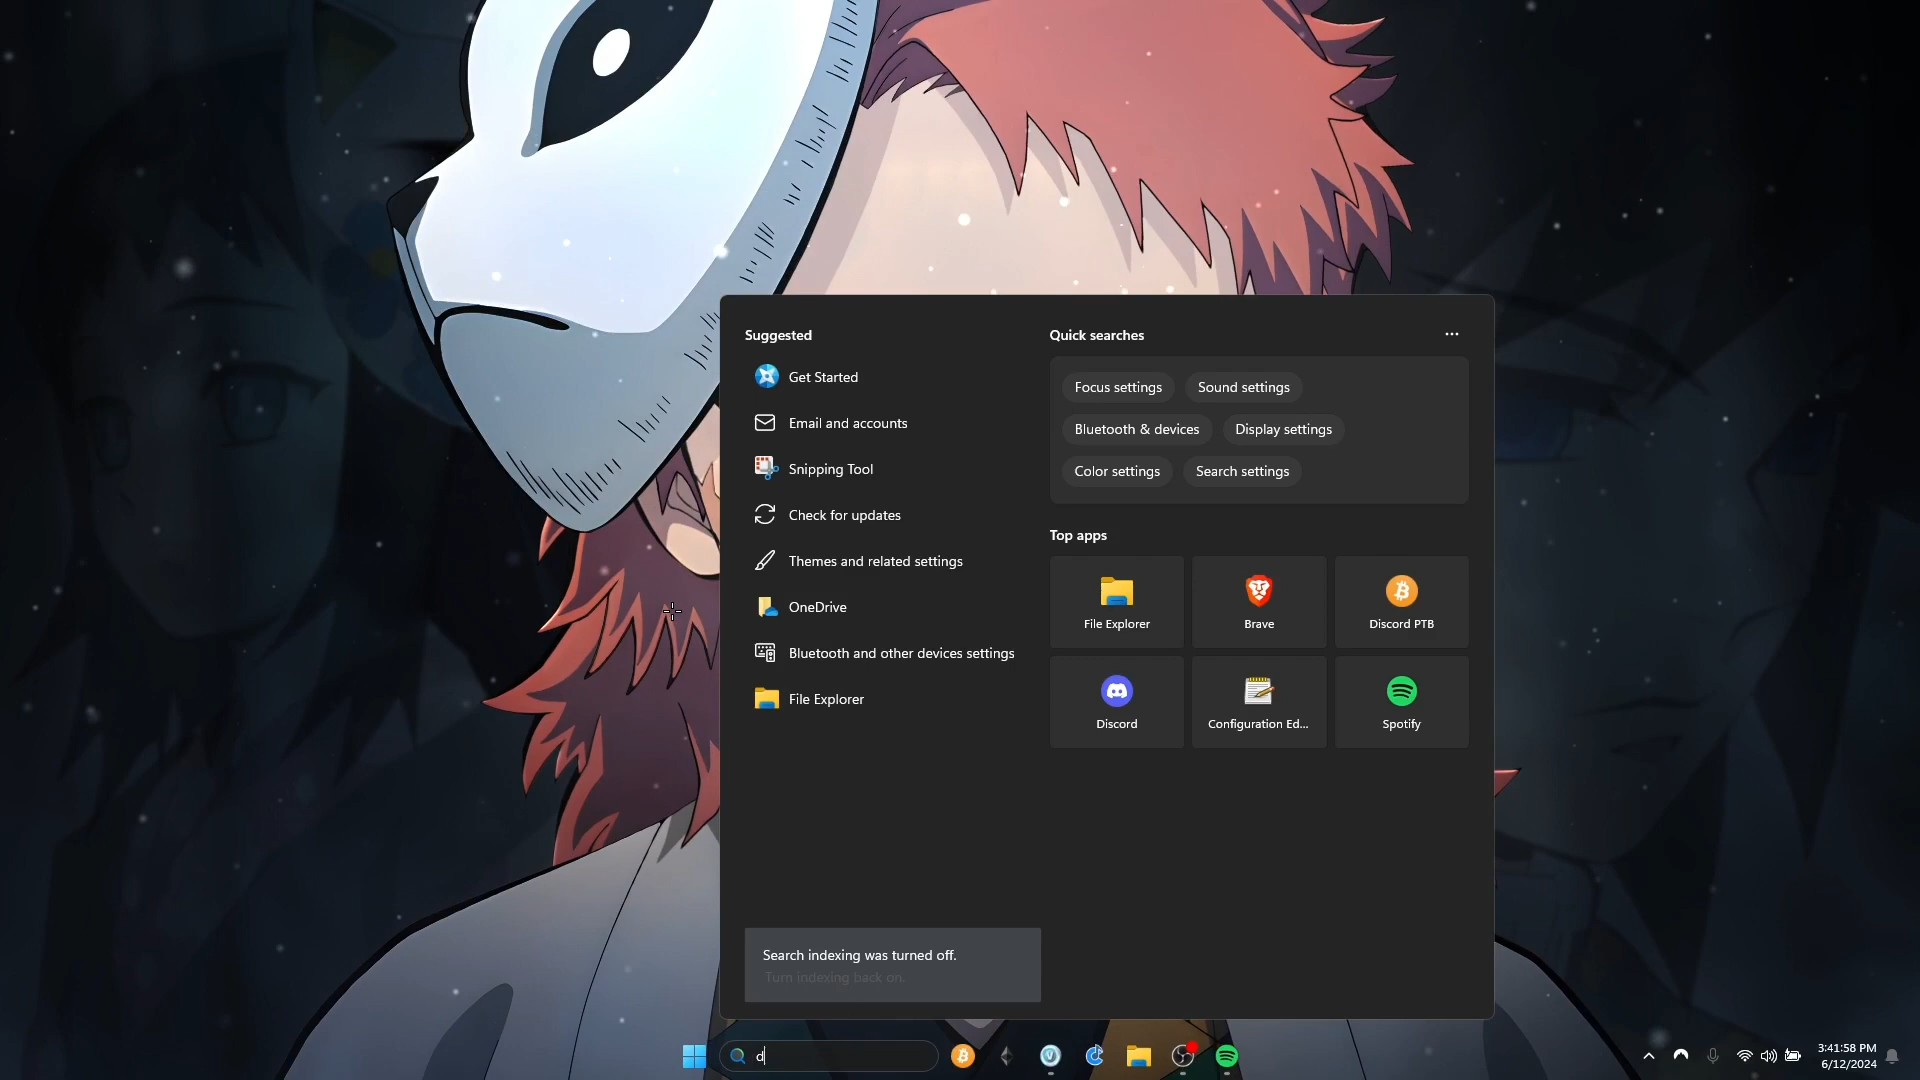 Suggested
Get Started
Email and accounts
Snipping Tool
Check for updates
Themes and related settings
OneDrive
Bluetooth and other devices settings
File Explorer
Search indexing was turned off.
Turn indexing back on.
Quick searches
Focus settings
Sound settings
Bluetooth & devices
Display settings
Color settings
Search settings
Top apps
File Explorer
Brave
Discord PTB
Discord
Configuration Ed...
Spotify
d
3:41:58 PM
6/12/2024